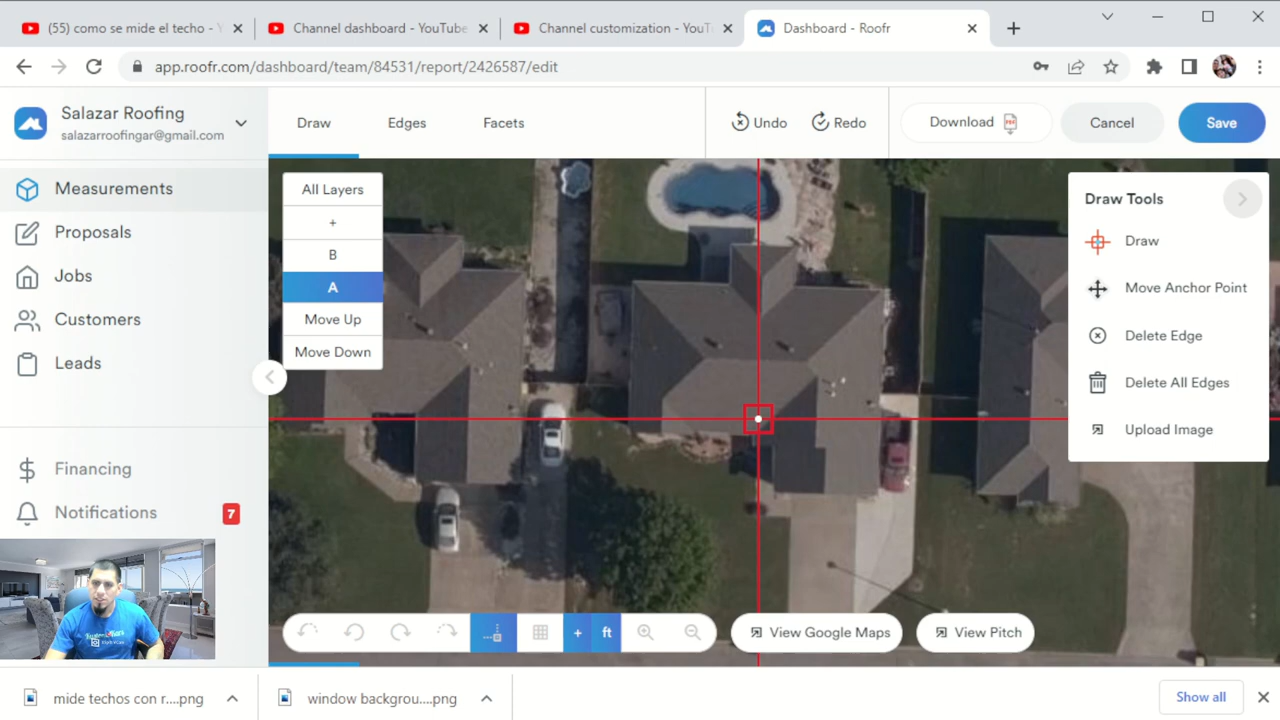 (55) como se mide el techo - Y
Channel dashboard - YouTube
Channel customization - YouT
Dashboard - Roofr
app.roofr.com/dashboard/team/84531/report/2426587/edit
Salazar Roofing
salazarroofingar@gmail.com
Draw
Edges
Facets
Undo
Redo
Download
Cancel
Save
Measurements
Proposals
Jobs
Customers
Leads
Financing
Notifications
7
All Layers
+
B
A
Move Up
Move Down
Draw Tools
Draw
Move Anchor Point
Delete Edge
Delete All Edges
Upload Image
+
ft
View Google Maps
View Pitch
mide techos con r....png
window backgrou....png
Show all